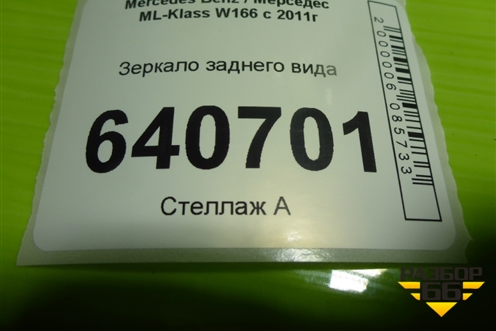 Mercedes Benz / Мерседес
ML-Klass W166 с 2011г
Зеркало заднего вида
640701
Стеллаж А
2000006085733
РАЗБОР
66